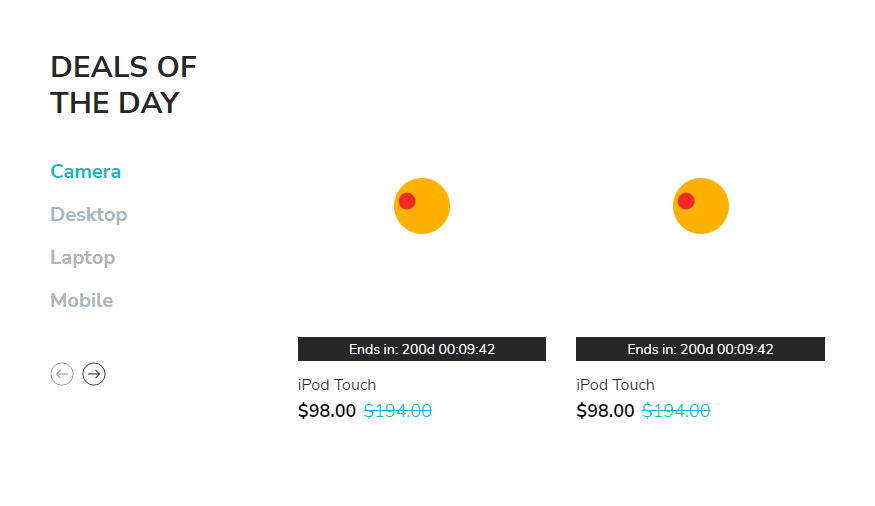 DEALS OF
THE DAY
Camera
Desktop
Laptop
Mobile
Ends in: 200d 00:09:42
iPod Touch
$98.00 $194.00
Ends in: 200d 00:09:42
iPod Touch
$98.00 $194.00